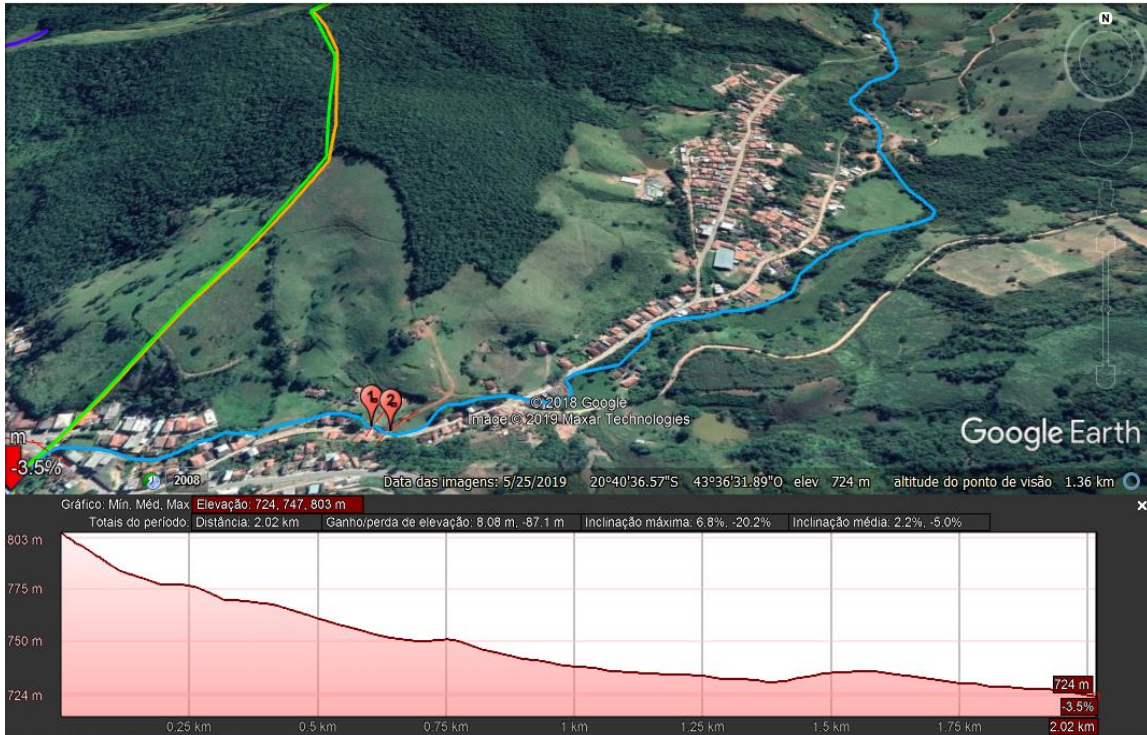 N
1
2
© 2018 Google
Image © 2019 Maxar Technologies
Google Earth
m
-3.5%
2008
Data das imagens: 5/25/2019 20°40'36.57"S 43°36'31.89"O elev 724 m altitude do ponto de visão 1.36 km
Gráfico: Mín, Méd, Max Elevação: 724, 747, 803 m
Totais do período: Distância: 2.02 km Ganho/perda de elevação: 8.08 m, -87.1 m Inclinação máxima: 6.8%, -20.2% Inclinação média: 2.2%, -5.0%
803 m
775 m
750 m
724 m
724 m
-3.5%
0.25 km 0.5 km 0.75 km 1 km 1.25 km 1.5 km 1.75 km 2.02 km